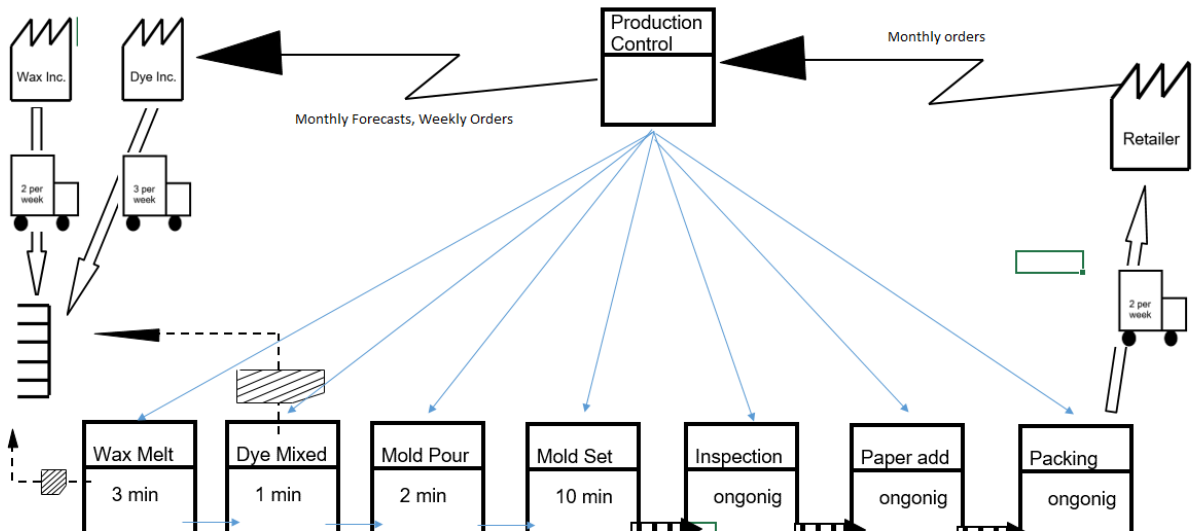 Production
Control
Monthly orders
Wax Inc.
Dye Inc.
Monthly Forecasts, Weekly Orders
Retailer
2 per
week
3 per
week
2 per
week
Wax Melt
Dye Mixed
Mold Pour
Mold Set
Inspection
Paper add
Packing
3 min
1 min
2 min
10 min
ongonig
ongonig
ongonig